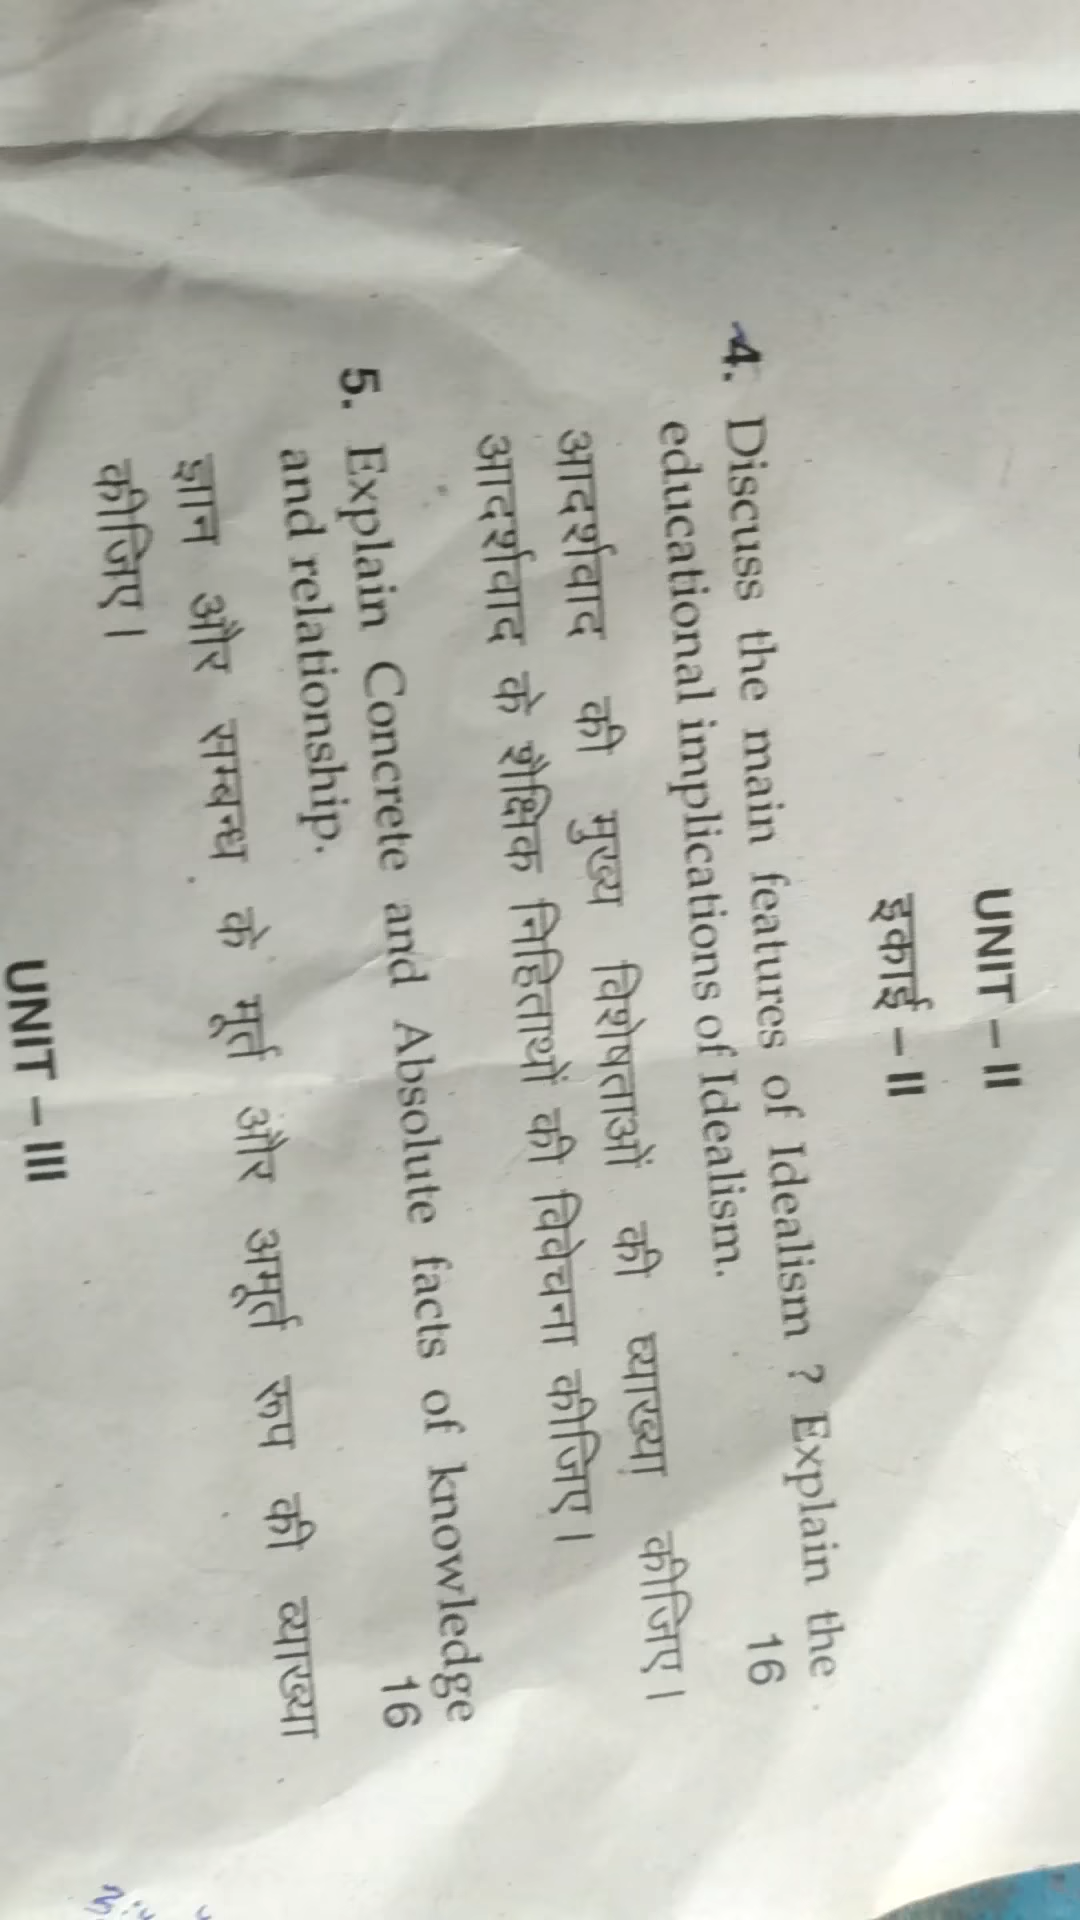 UNIT – II
इकाई – II
4. Discuss the main features of Idealism ? Explain the
educational implications of Idealism. 16
आदर्शवाद की मुख्य विशेषताओं की व्याख्या कीजिए।
आदर्शवाद के शैक्षिक निहितार्थों की विवेचना कीजिए।
5. Explain Concrete and Absolute facts of knowledge
and relationship. 16
ज्ञान और सम्बन्ध के मूर्त और अमूर्त रूप की व्याख्या
कीजिए।
UNIT – III